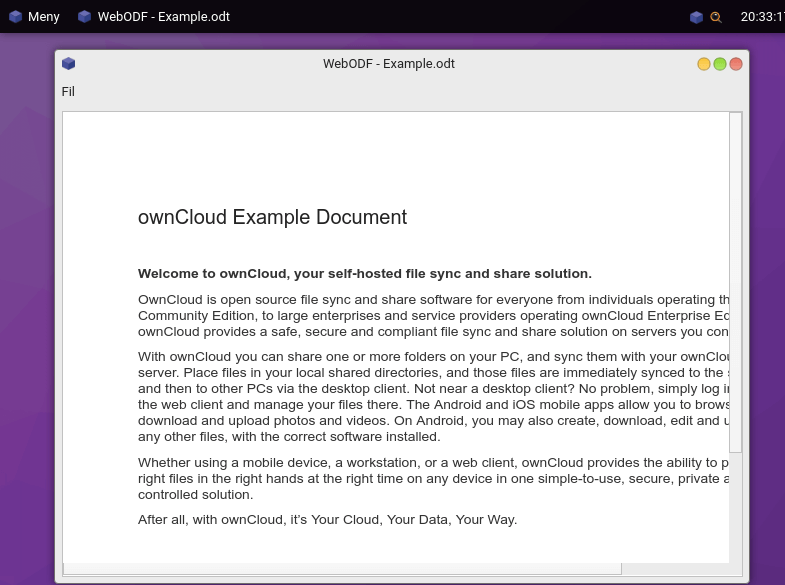 Meny
WebODF - Example.odt
20:33:1
WebODF - Example.odt
Fil
ownCloud Example Document
Welcome to ownCloud, your self-hosted file sync and share solution.
OwnCloud is open source file sync and share software for everyone from individuals operating th
Community Edition, to large enterprises and service providers operating ownCloud Enterprise Ed
ownCloud provides a safe, secure and compliant file sync and share solution on servers you con
With ownCloud you can share one or more folders on your PC, and sync them with your ownClou
server. Place files in your local shared directories, and those files are immediately synced to the
and then to other PCs via the desktop client. Not near a desktop client? No problem, simply log in
the web client and manage your files there. The Android and iOS mobile apps allow you to brows
download and upload photos and videos. On Android, you may also create, download, edit and u
any other files, with the correct software installed.
Whether using a mobile device, a workstation, or a web client, ownCloud provides the ability to p
right files in the right hands at the right time on any device in one simple-to-use, secure, private a
controlled solution.
After all, with ownCloud, it’s Your Cloud, Your Data, Your Way.